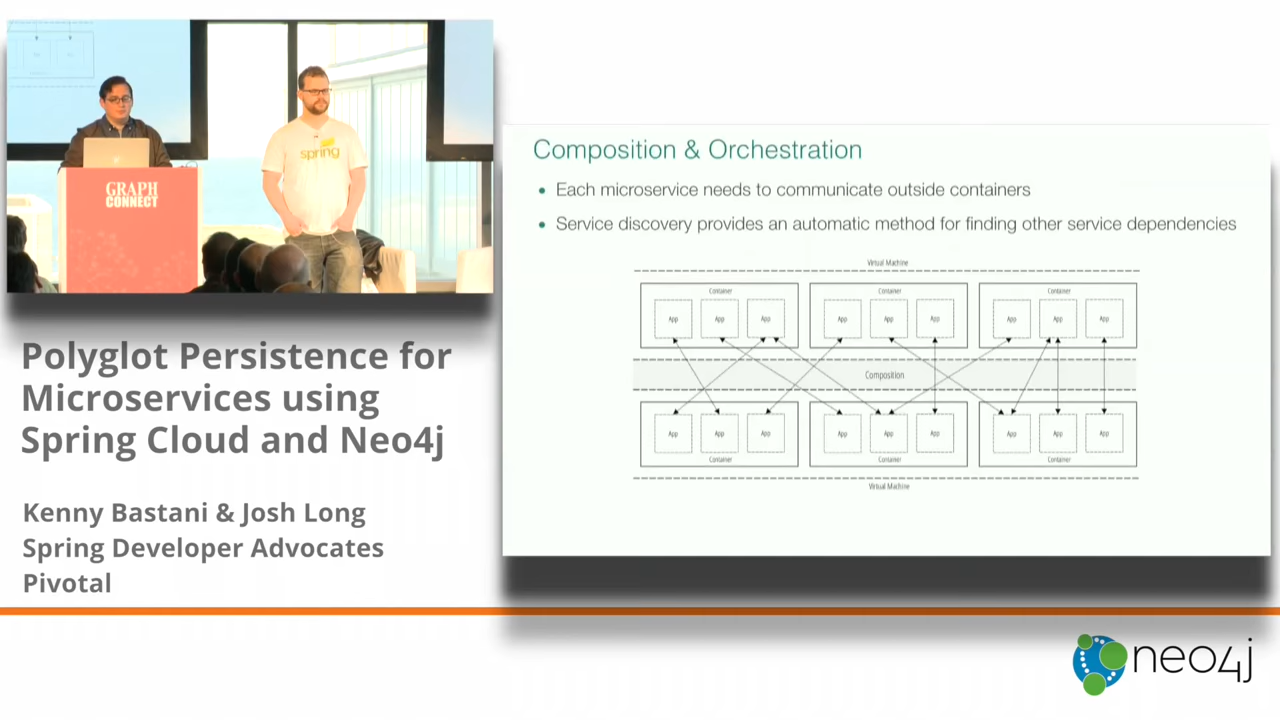 spring
GRAPH
CONNECT
Polyglot Persistence for
Microservices using
Spring Cloud and Neo4j
Kenny Bastani & Josh Long
Spring Developer Advocates
Pivotal
Composition & Orchestration
• Each microservice needs to communicate outside containers
• Service discovery provides an automatic method for finding other service dependencies
Virtual Machine
Container Container Container
App App App App App App App App App
Composition
App App App App App App App App App
Container Container Container
Virtual Machine
neo4j